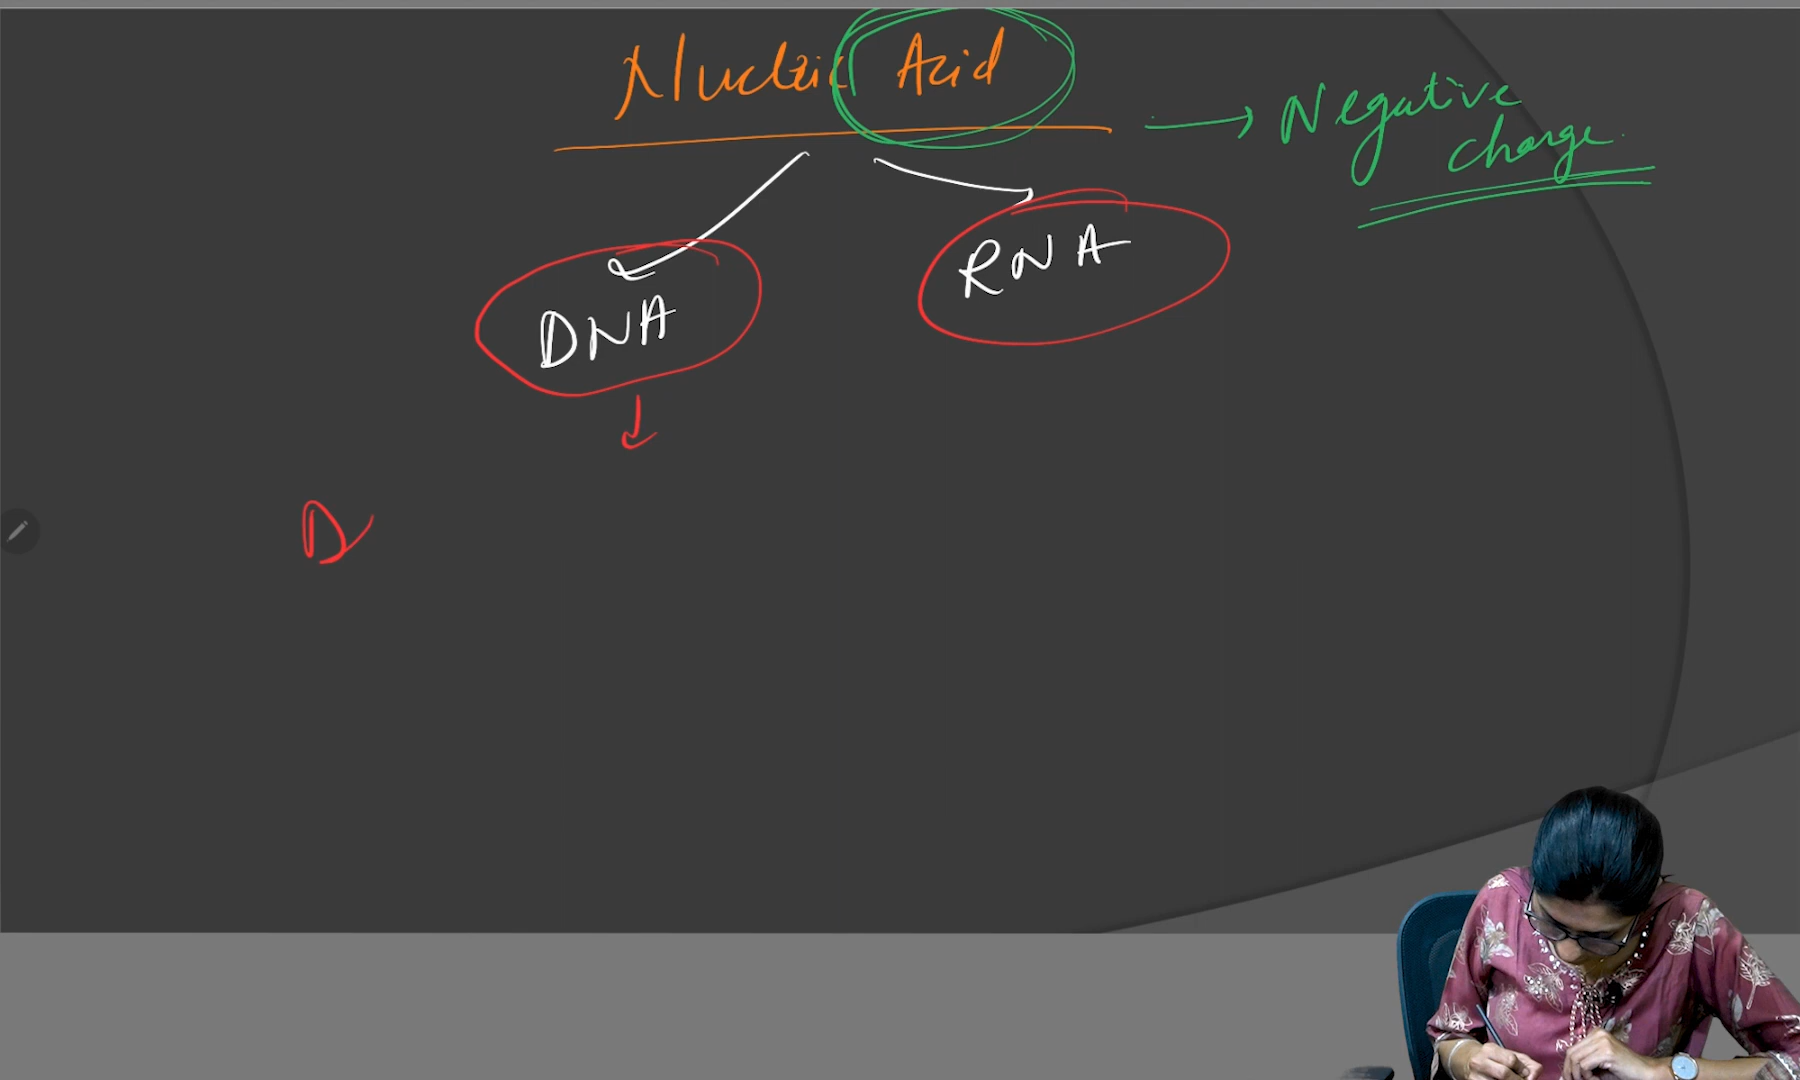 Nucleic Acid
→ Negative charge
DNA
RNA
D